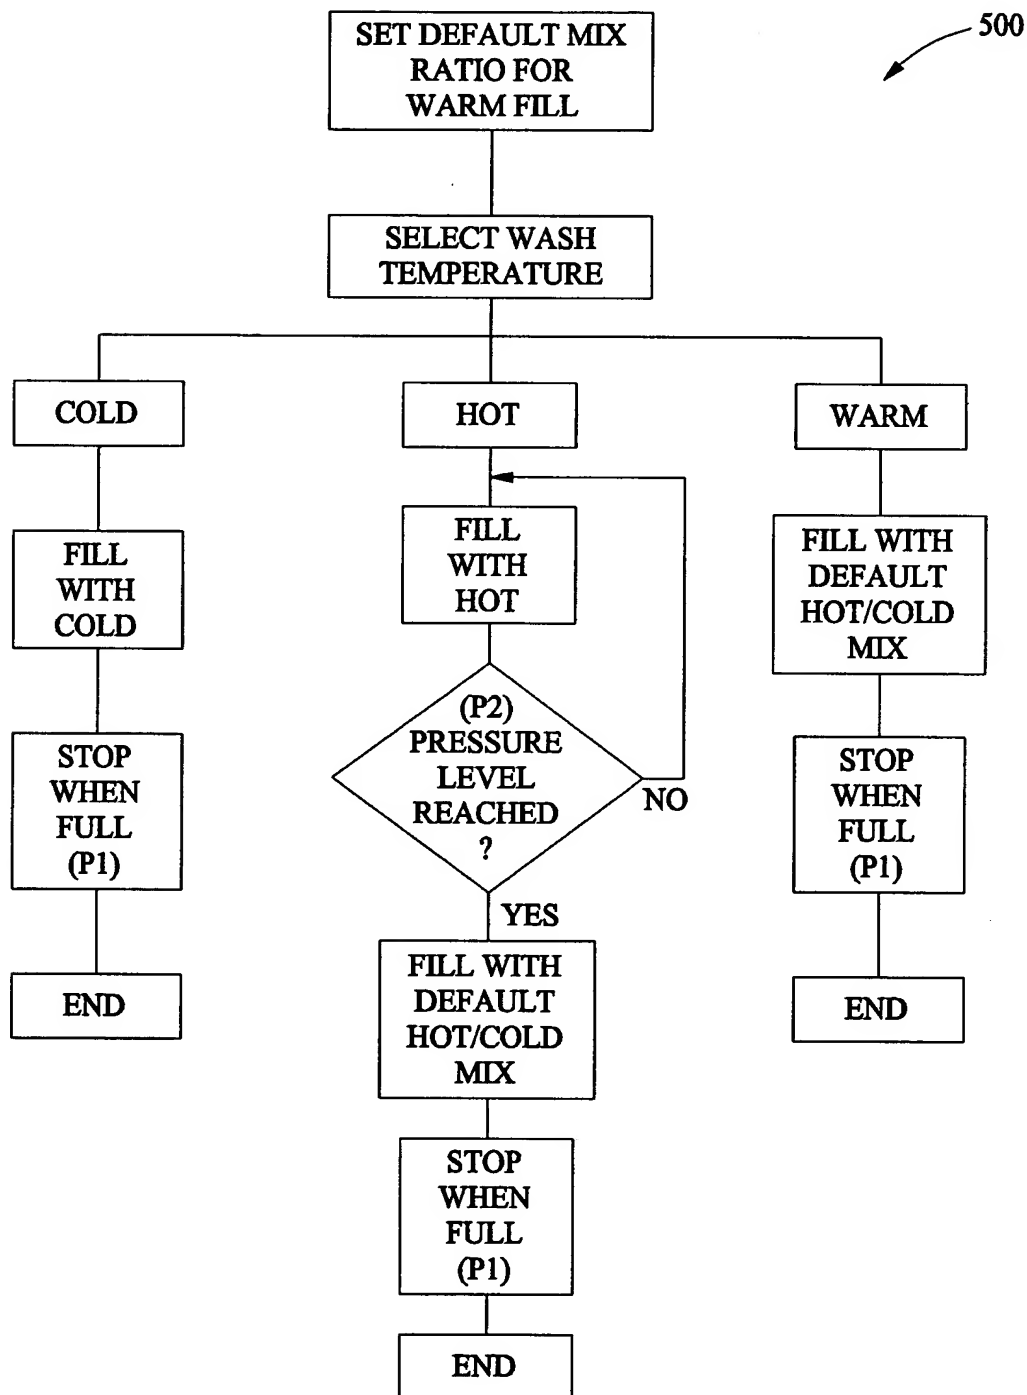 500
SET DEFAULT MIX
RATIO FOR
WARM FILL
SELECT WASH
TEMPERATURE
COLD
FILL
WITH
COLD
STOP
WHEN
FULL
(P1)
END
HOT
FILL
WITH
HOT
(P2)
PRESSURE
LEVEL
REACHED
?
NO
YES
FILL WITH
DEFAULT
HOT/COLD
MIX
STOP
WHEN
FULL
(P1)
END
WARM
FILL WITH
DEFAULT
HOT/COLD
MIX
STOP
WHEN
FULL
(P1)
END